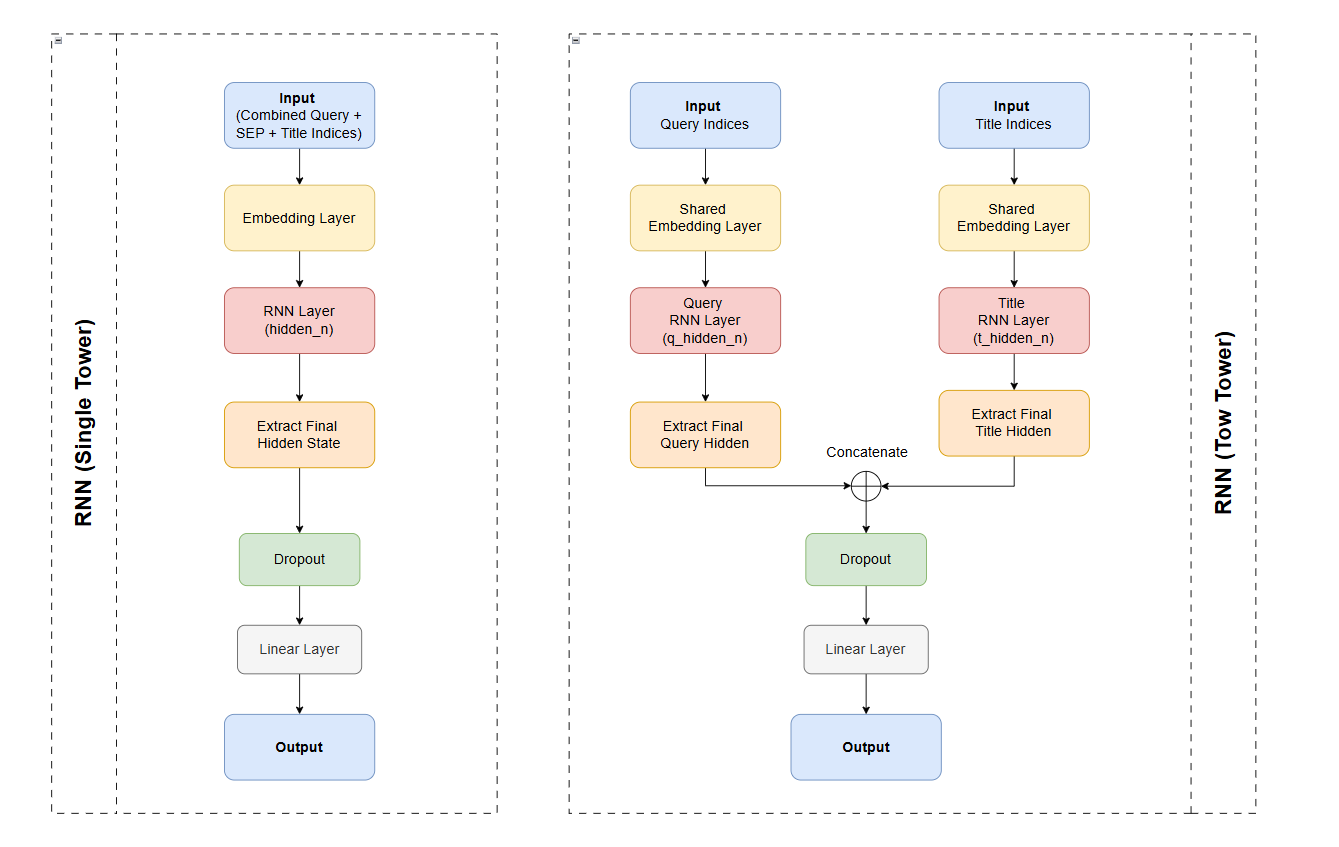 RNN (Single Tower)
Input
(Combined Query +
SEP + Title Indices)
Embedding Layer
RNN Layer
(hidden_n)
Extract Final
Hidden State
Dropout
Linear Layer
Output
Input
Query Indices
Shared
Embedding Layer
Query
RNN Layer
(q_hidden_n)
Extract Final
Query Hidden
Input
Title Indices
Shared
Embedding Layer
Title
RNN Layer
(t_hidden_n)
Extract Final
Title Hidden
Concatenate
Dropout
Linear Layer
Output
RNN (Tow Tower)